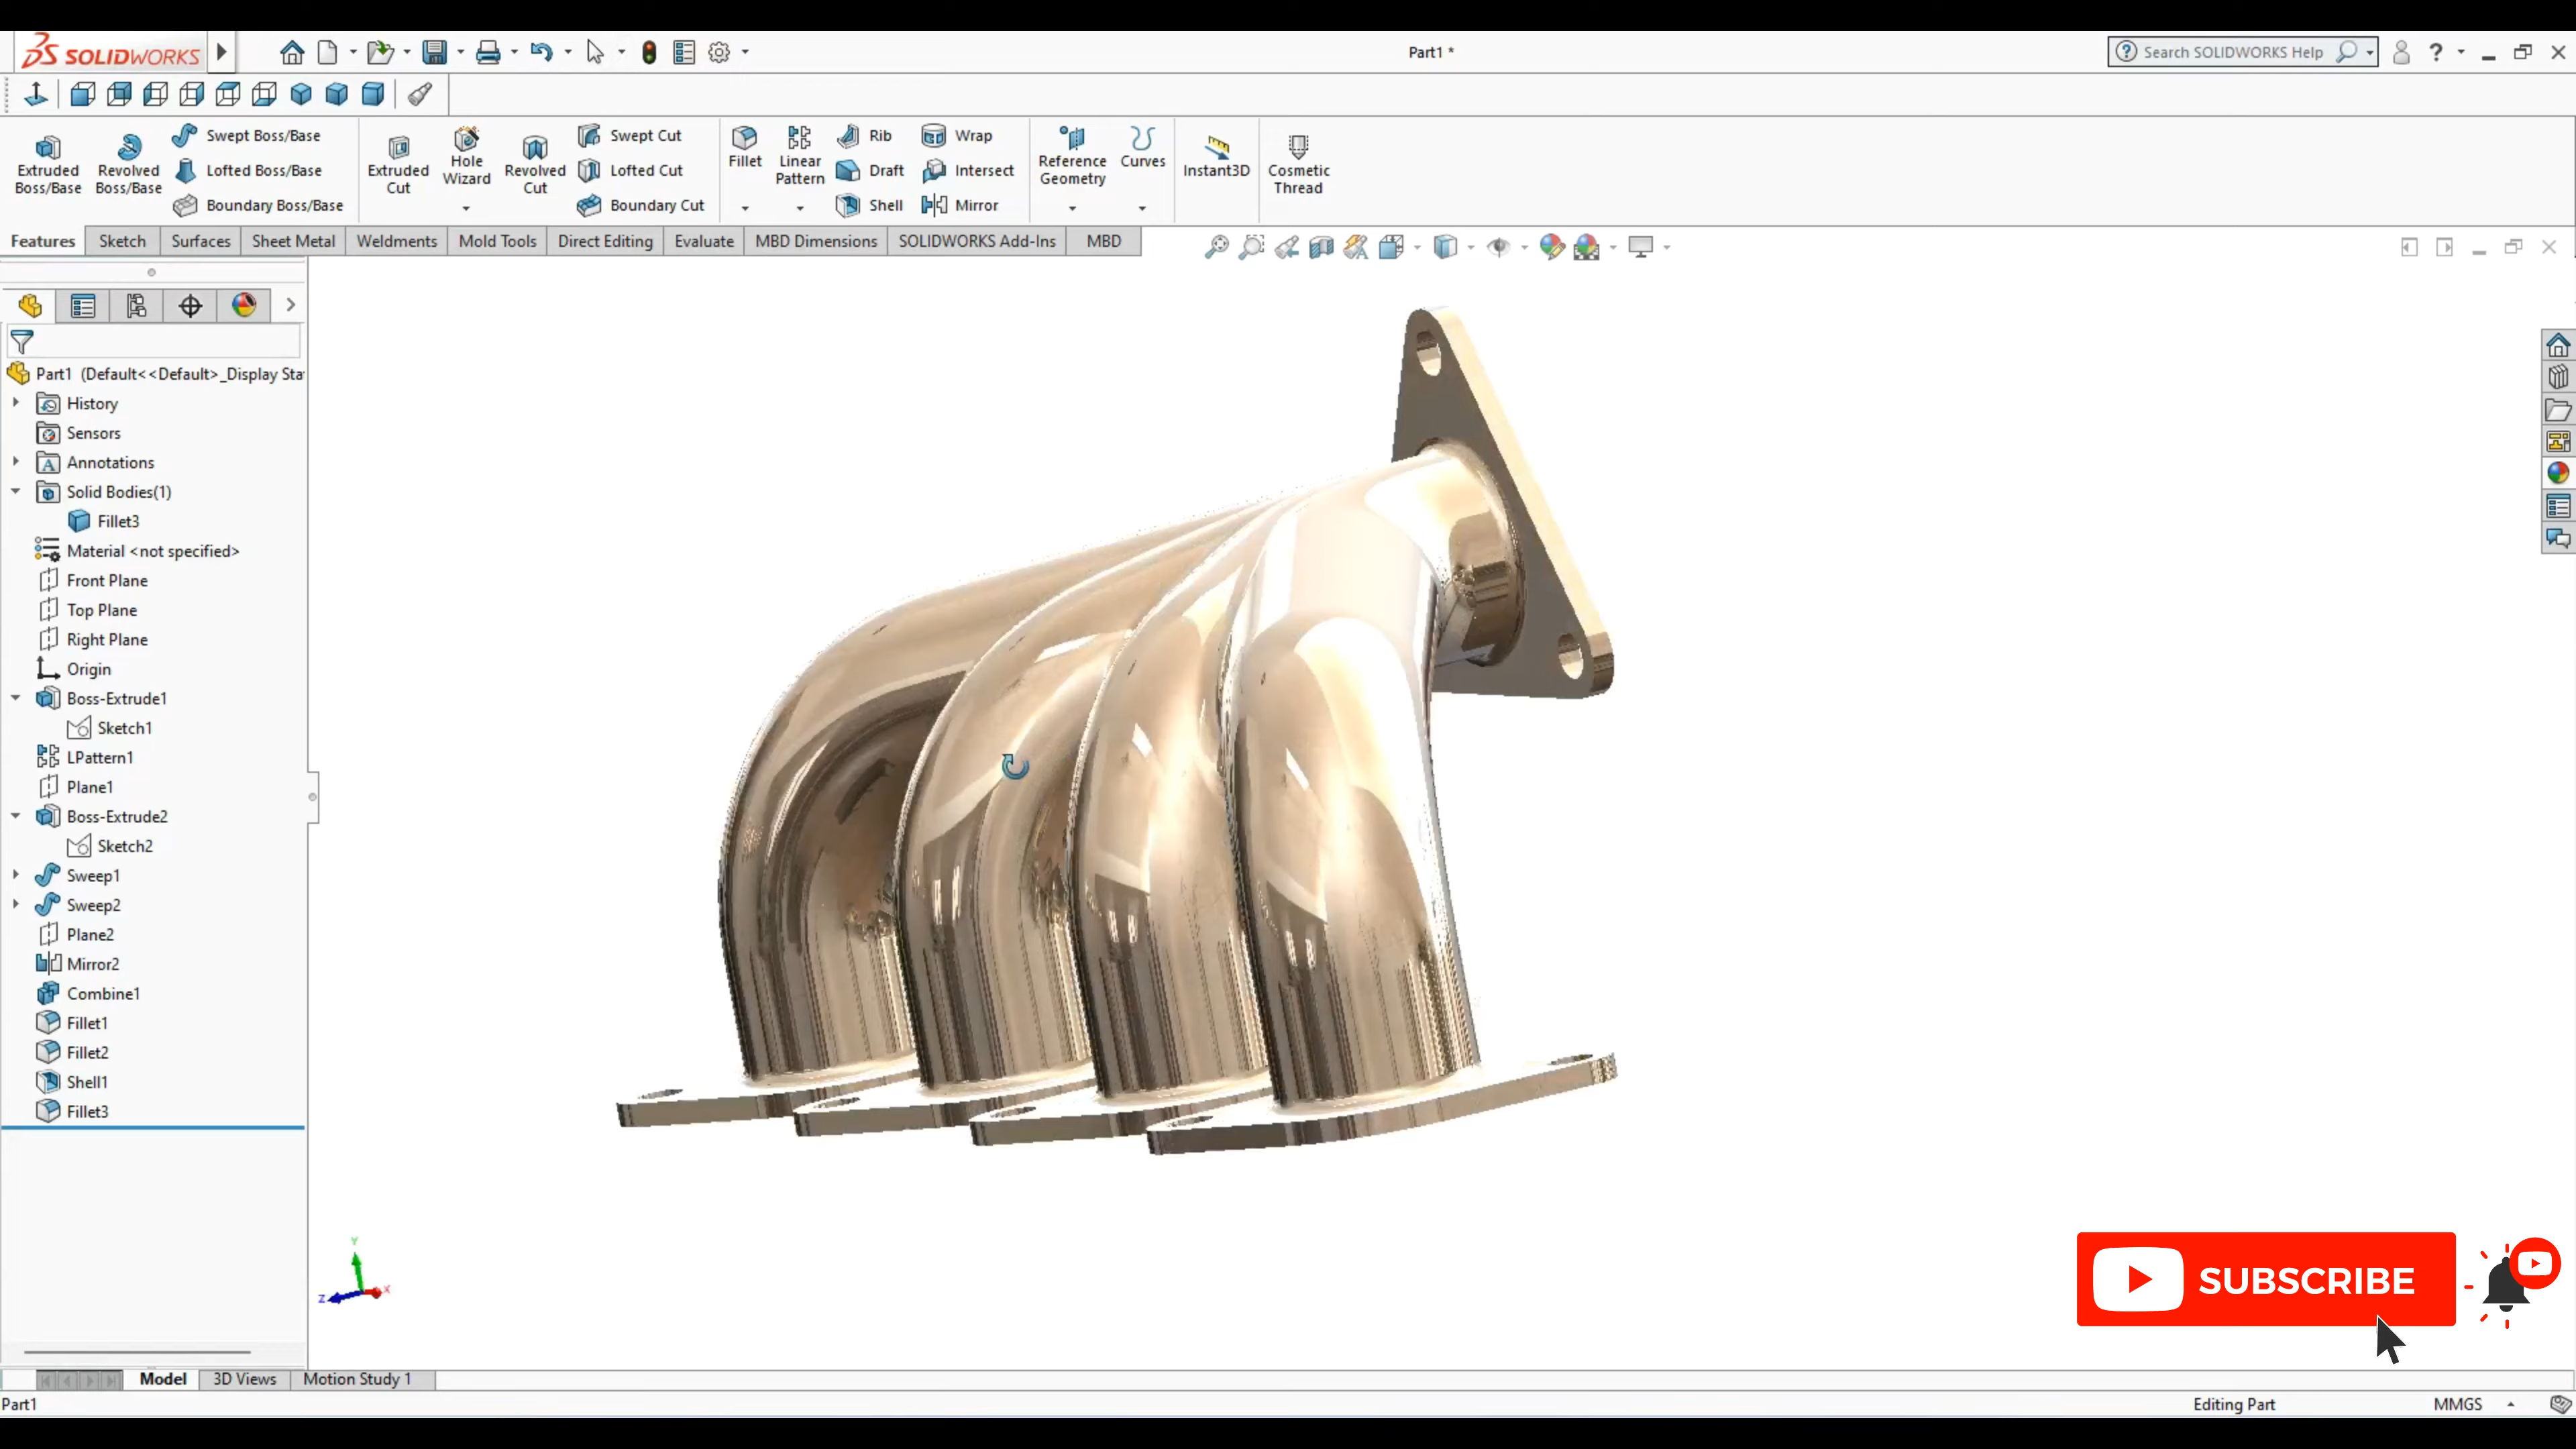 SOLIDWORKS
Part1 *
Search SOLIDWORKS Help
?
Extruded Boss/Base
Revolved Boss/Base
Swept Boss/Base
Lofted Boss/Base
Boundary Boss/Base
Extruded Cut
Hole Wizard
Revolved Cut
Swept Cut
Lofted Cut
Boundary Cut
Fillet
Linear Pattern
Rib
Draft
Shell
Wrap
Intersect
Mirror
Reference Geometry
Curves
Instant3D
Cosmetic Thread
Features
Sketch
Surfaces
Sheet Metal
Weldments
Mold Tools
Direct Editing
Evaluate
MBD Dimensions
SOLIDWORKS Add-Ins
MBD
Part1 (Default<<Default>_Display Sta
History
Sensors
Annotations
Solid Bodies(1)
Fillet3
Material <not specified>
Front Plane
Top Plane
Right Plane
Origin
Boss-Extrude1
Sketch1
LPattern1
Plane1
Boss-Extrude2
Sketch2
Sweep1
Sweep2
Plane2
Mirror2
Combine1
Fillet1
Fillet2
Shell1
Fillet3
Y
X
Z
SUBSCRIBE
Model
3D Views
Motion Study 1
Part1
Editing Part
MMGS